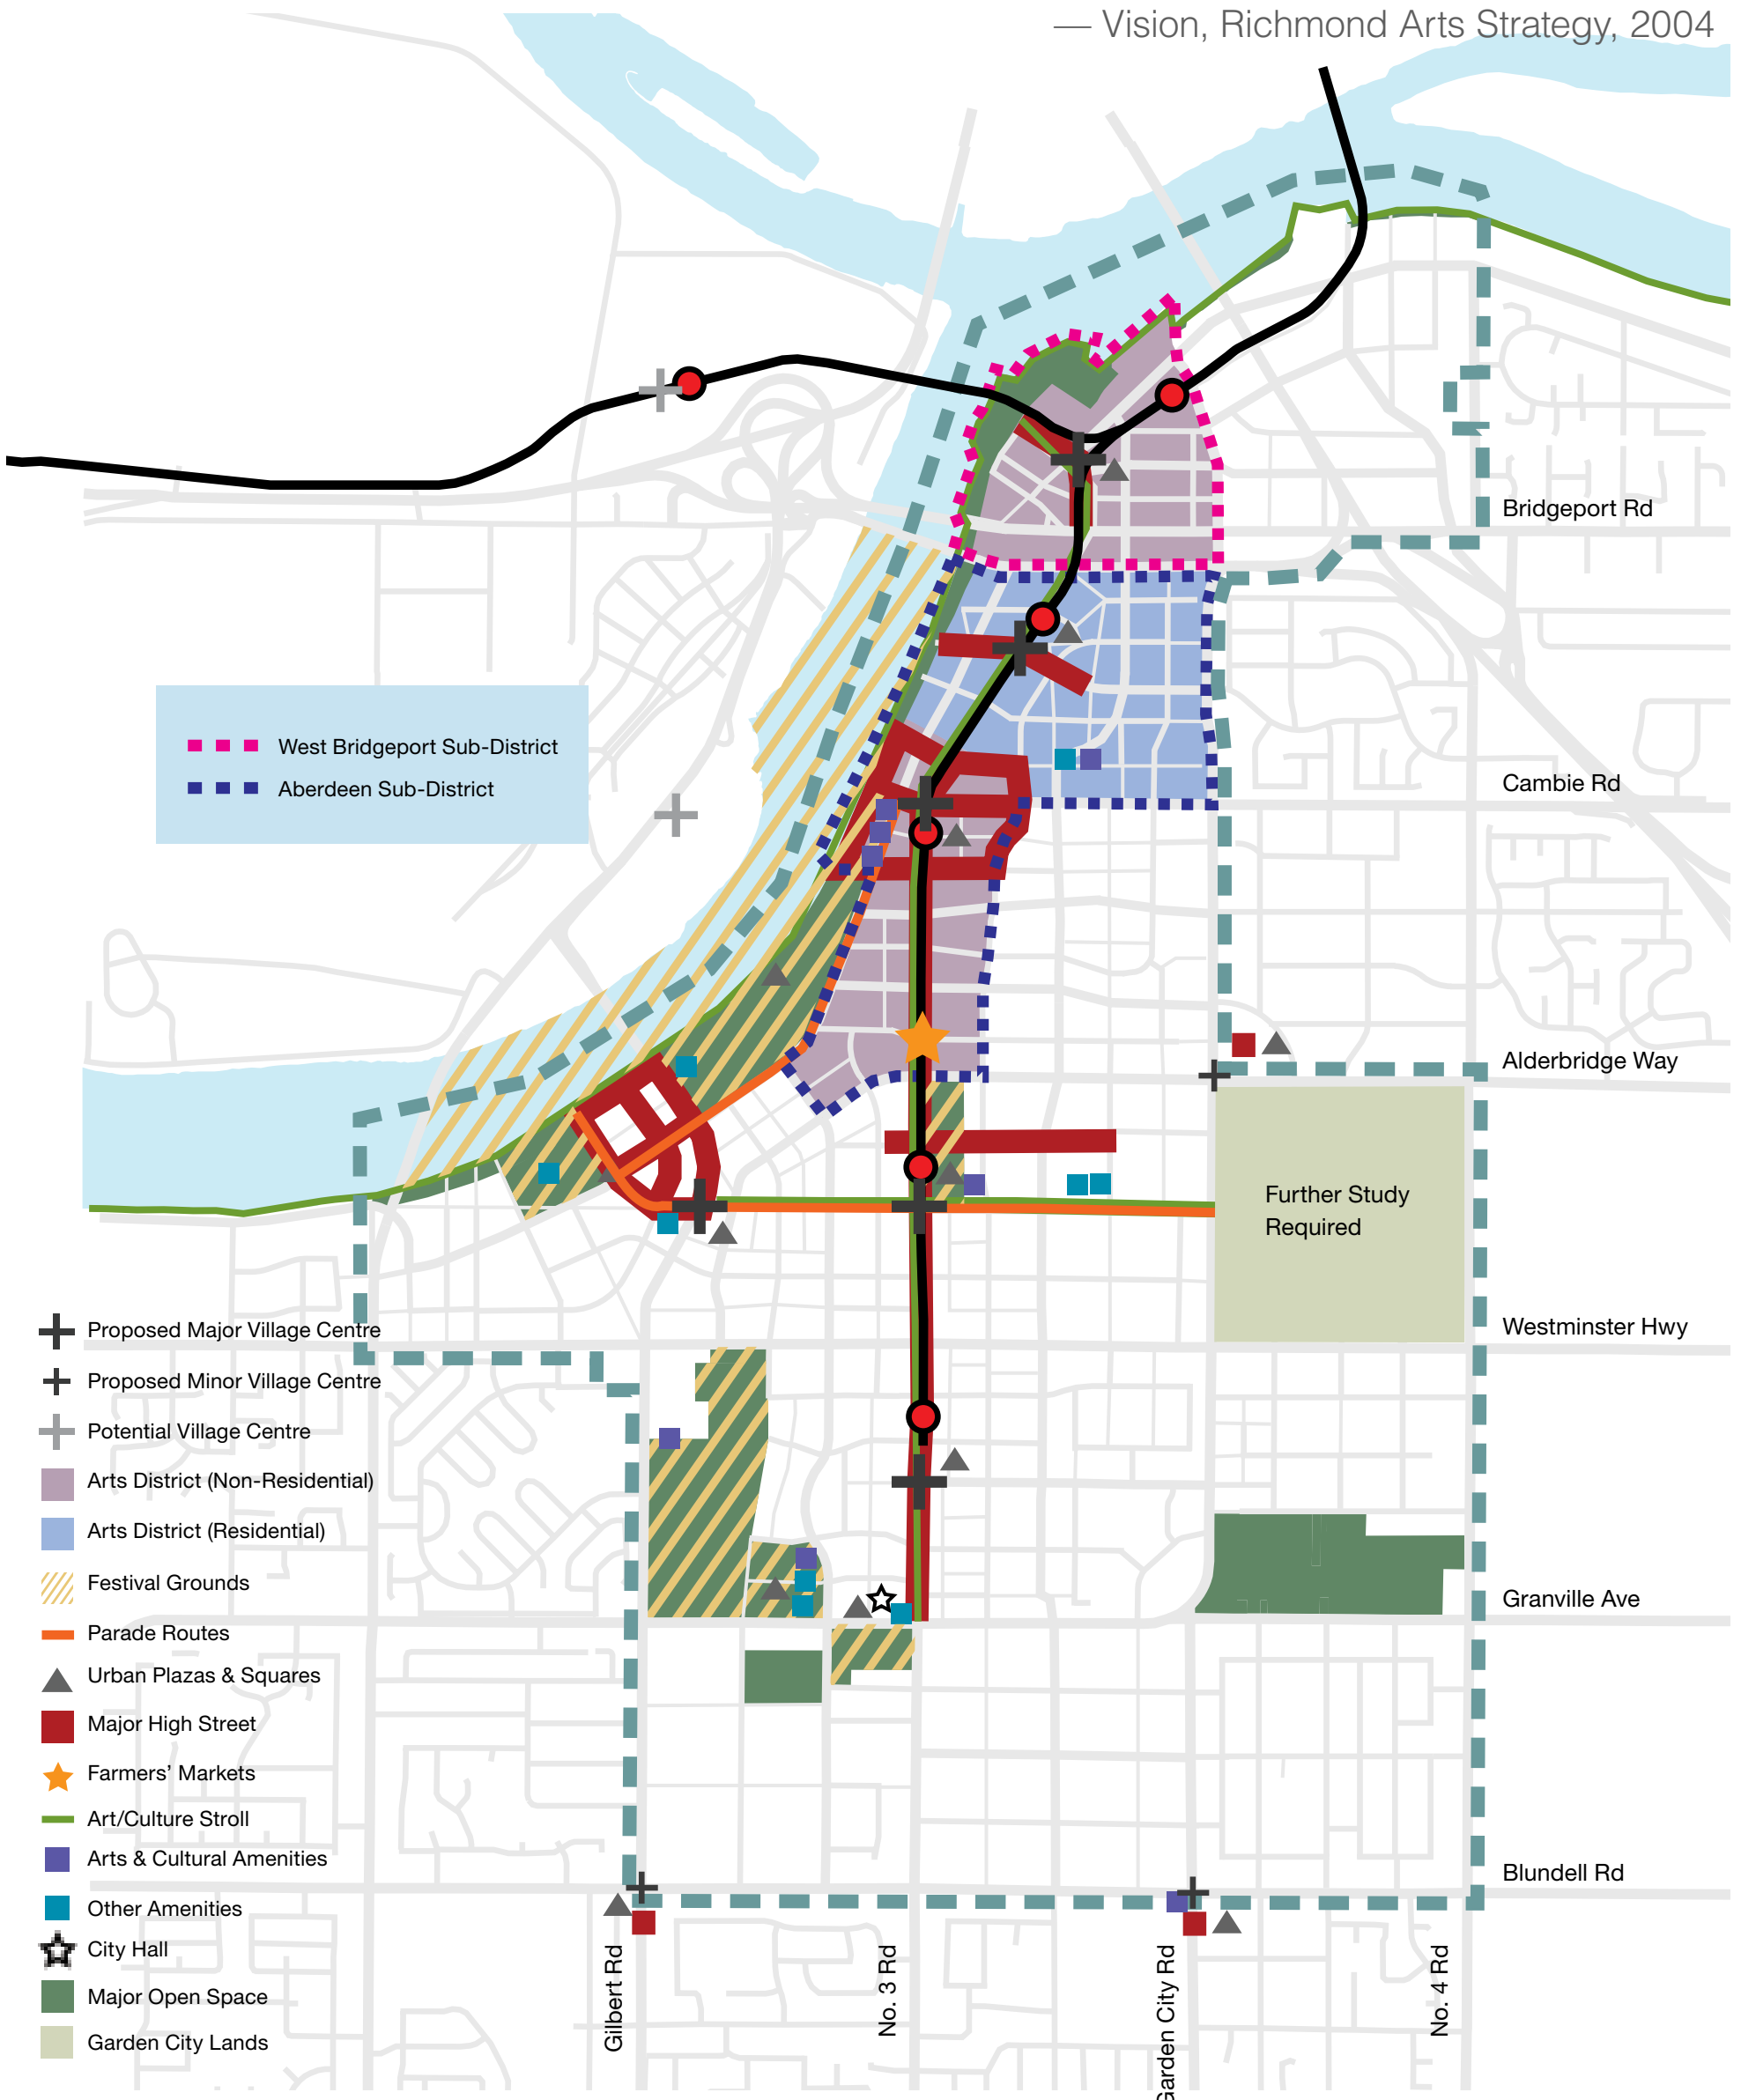 — Vision, Richmond Arts Strategy, 2004
Bridgeport Rd
West Bridgeport Sub-District
Aberdeen Sub-District
Cambie Rd
Alderbridge Way
Further Study
Required
Westminster Hwy
Proposed Major Village Centre
Proposed Minor Village Centre
Potential Village Centre
Arts District (Non-Residential)
Arts District (Residential)
Festival Grounds
Granville Ave
Parade Routes
Urban Plazas & Squares
Major High Street
Farmers' Markets
Art/Culture Stroll
Arts & Cultural Amenities
Blundell Rd
Other Amenities
City Hall
Major Open Space
Garden City Lands
Gilbert Rd
No. 3 Rd
Garden City Rd
No. 4 Rd